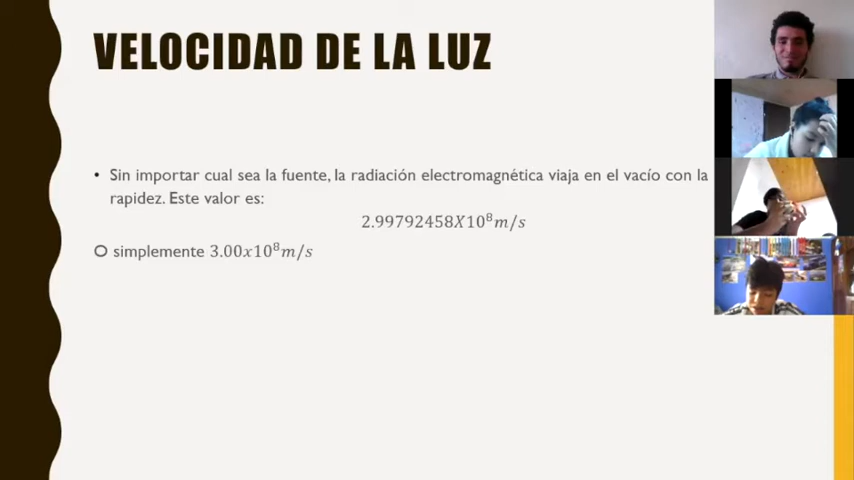 VELOCIDAD DE LA LUZ
• Sin importar cual sea la fuente, la radiación electromagnética viaja en el vacío con la
rapidez. Este valor es:
2.99792458X10⁸m/s
O simplemente 3.00x10⁸m/s